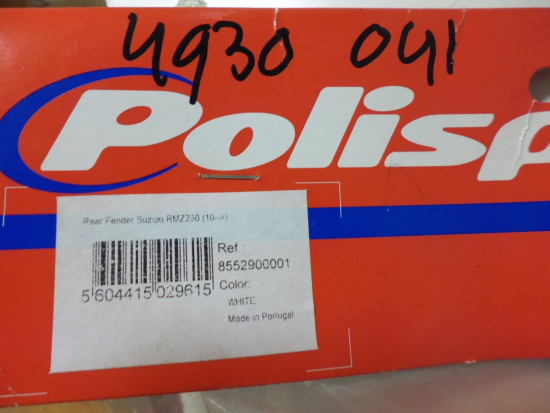 4930 041
Polisp
Rear Fender Suzuki RMZ250 (10-->)
Ref.:
8552900001
5 604415 029615
Color:
WHITE
Made in Portugal